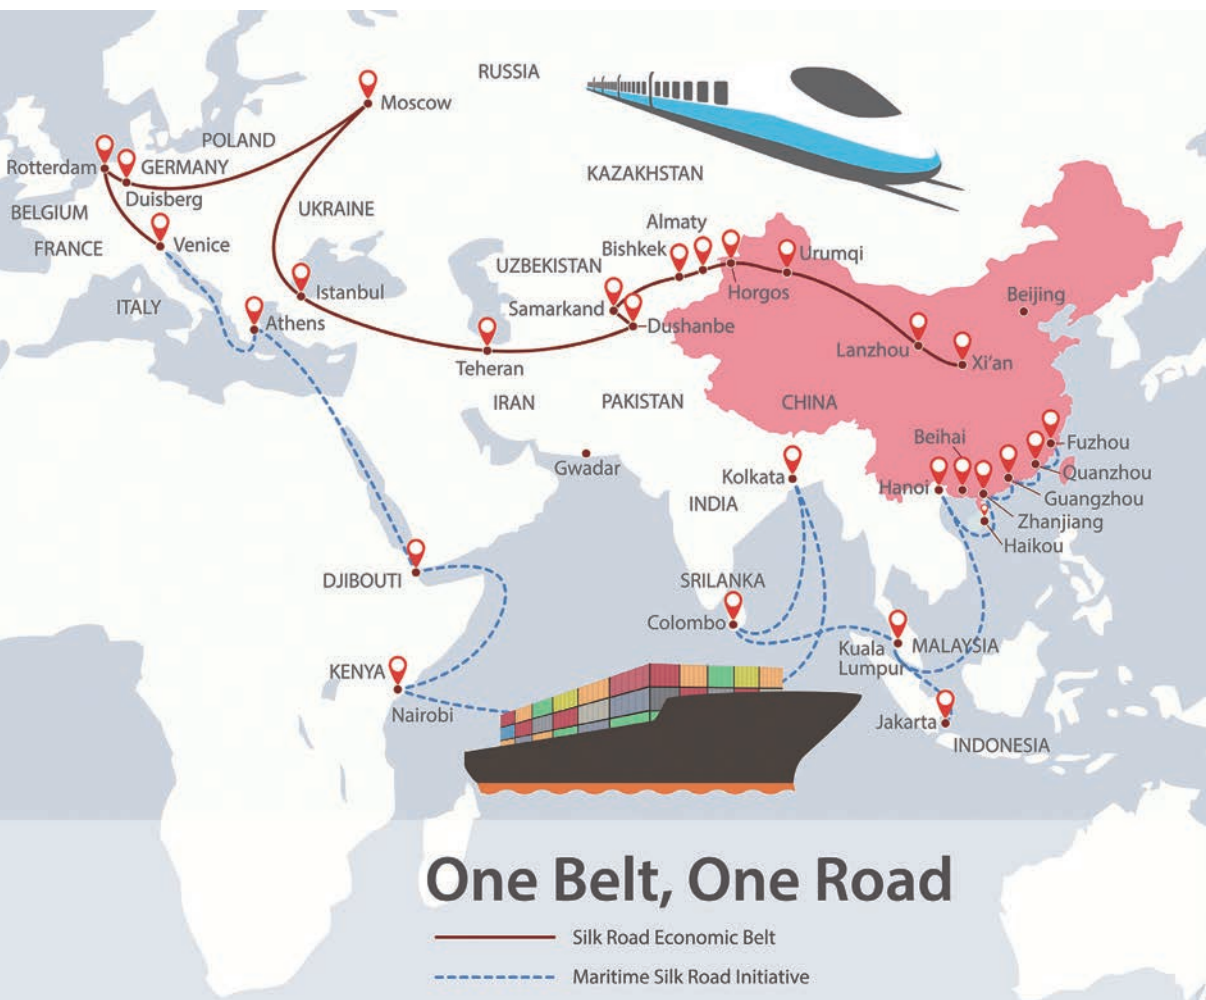 RUSSIA
Moscow
POLAND
Rotterdam
GERMANY
KAZAKHSTAN
Duisberg
BELGIUM
UKRAINE
Almaty
FRANCE
Venice
Bishkek
Urumqi
UZBEKISTAN
Istanbul
Horgos
Beijing
ITALY
Samarkand
Athens
Dushanbe
Lanzhou
Xi'an
Teheran
IRAN
PAKISTAN
CHINA
Beihai
Fuzhou
Gwadar
Kolkata
Quanzhou
Hanoi
INDIA
Guangzhou
Zhanjiang
Haikou
DJIBOUTI
SRILANKA
Colombo
Kuala
Lumpur
MALAYSIA
KENYA
Nairobi
Jakarta
INDONESIA
One Belt, One Road
Silk Road Economic Belt
Maritime Silk Road Initiative